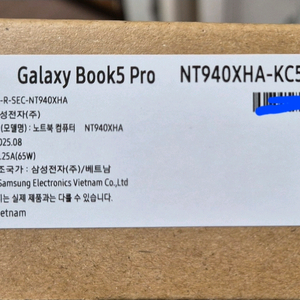 Galaxy Book5 Pro NT940XHA-KC5
-R-SEC-NT940XHA
성전자(주)
(모델명) : 노트북 컴퓨터 NT940XHA
025.08
.25A(65W)
조국가 : 삼성전자(주)/베트남
Samsung Electronics Vietnam Co.,Ltd
기는 실제 제품과는 다를 수 있습니다.
ietnam